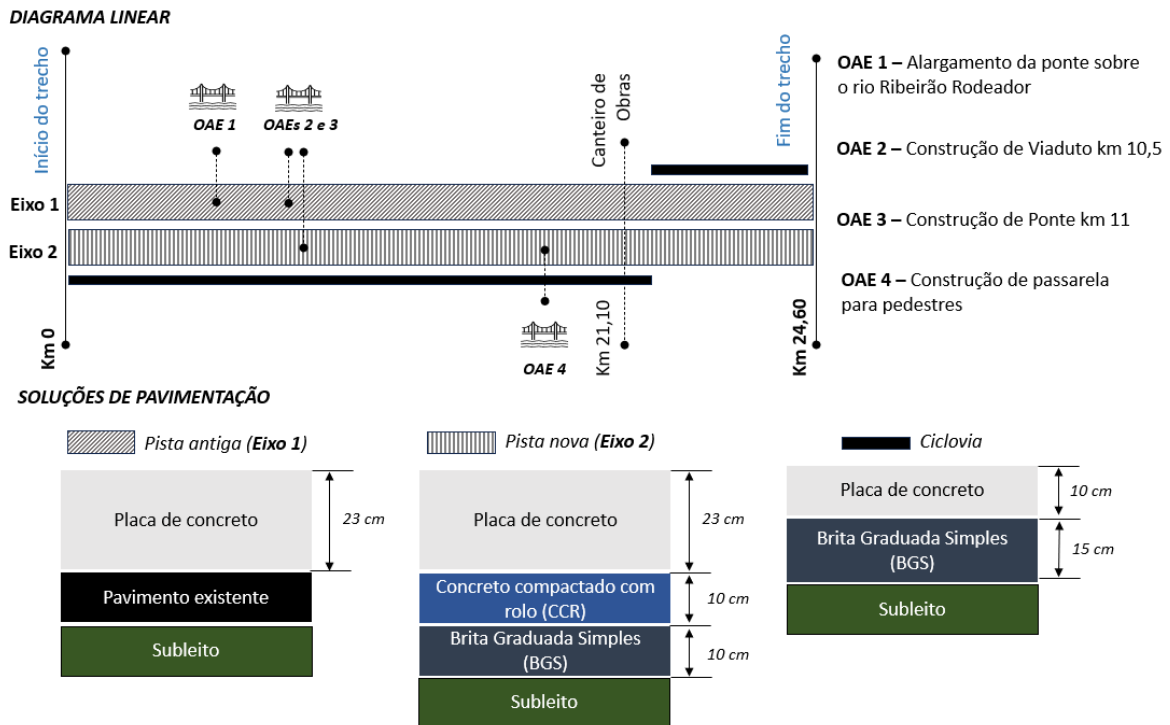 DIAGRAMA LINEAR
Início do trecho
OAE 1
OAEs 2 e 3
Canteiro de
Obras
Fim do trecho
Eixo 1
Eixo 2
Km 0
OAE 4
Km 21,10
Km 24,60
OAE 1 – Alargamento da ponte sobre
o rio Ribeirão Rodeador
OAE 2 – Construção de Viaduto km 10,5
OAE 3 – Construção de Ponte km 11
OAE 4 – Construção de passarela
para pedestres
SOLUÇÕES DE PAVIMENTAÇÃO
Pista antiga (Eixo 1)
Placa de concreto
23 cm
Pavimento existente
Subleito
Pista nova (Eixo 2)
Placa de concreto
23 cm
Concreto compactado com
rolo (CCR)
10 cm
Brita Graduada Simples
(BGS)
10 cm
Subleito
Ciclovia
Placa de concreto
10 cm
Brita Graduada Simples
(BGS)
15 cm
Subleito